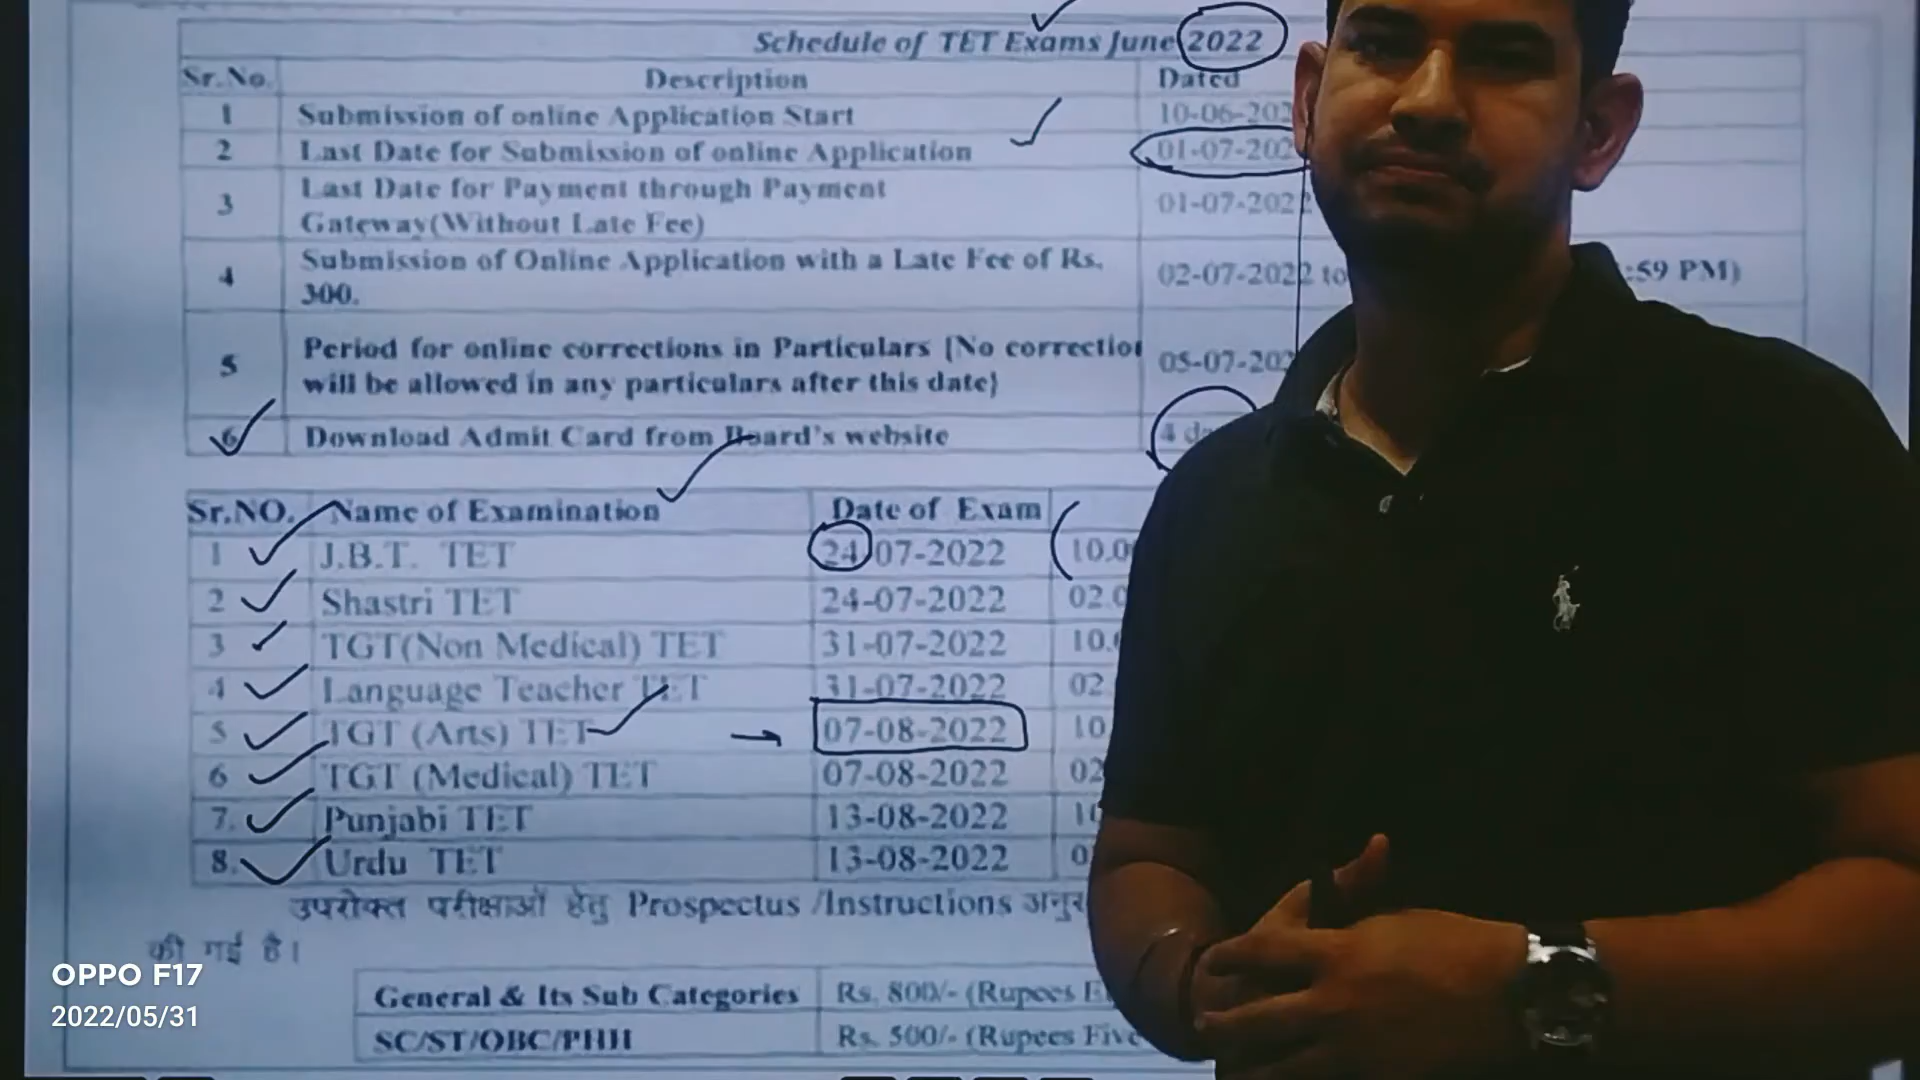 Schedule of TET Exams June 2022
Sr.No. Description Dated
1 Submission of online Application Start 10-06-202
2 Last Date for Submission of online Application 01-07-202
3 Last Date for Payment through Payment Gateway(Without Late Fee) 01-07-2022
4 Submission of Online Application with a Late Fee of Rs. 300. 02-07-2022 to :59 PM)
5 Period for online corrections in Particulars {No correction will be allowed in any particulars after this date} 05-07-202
6 Download Admit Card from Board's website 4
Sr.NO. Name of Examination Date of Exam
1 J.B.T. TET 24-07-2022 10.0
2 Shastri TET 24-07-2022 02.0
3 TGT(Non Medical) TET 31-07-2022 10.
4 Language Teacher TET 31-07-2022 02.
5 TGT (Arts) TET 07-08-2022 10
6 TGT (Medical) TET 07-08-2022 02
7. Punjabi TET 13-08-2022
8. Urdu TET 13-08-2022
उपरोक्त परीक्षाओं हेतु Prospectus /Instructions
की गई है।
General & Its Sub Categories Rs. 800/- (Rupees
SC/ST/OBC/PHH Rs. 500/- (Rupees Five
OPPO F17
2022/05/31